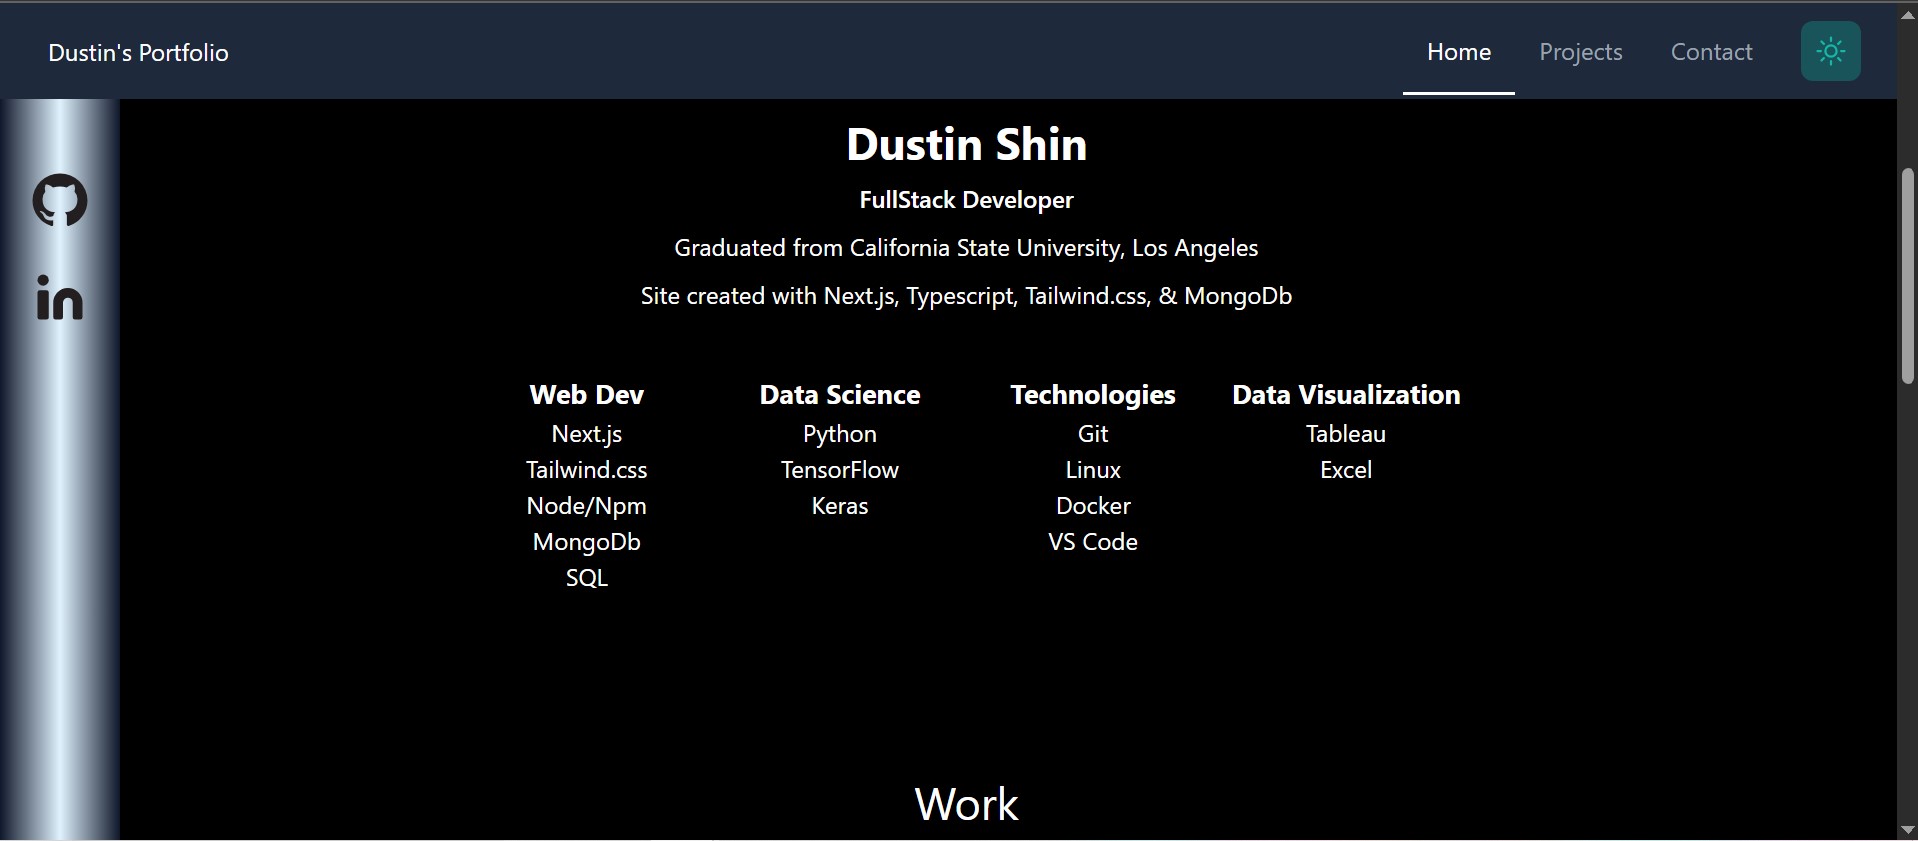 Dustin's Portfolio
Home Projects Contact
in
Dustin Shin
FullStack Developer
Graduated from California State University, Los Angeles
Site created with Next.js, Typescript, Tailwind.css, & MongoDb
Web Dev Data Science Technologies Data Visualization
Next.js Python Git Tableau
Tailwind.css TensorFlow Linux Excel
Node/Npm Keras Docker
MongoDb VS Code
SQL
Work